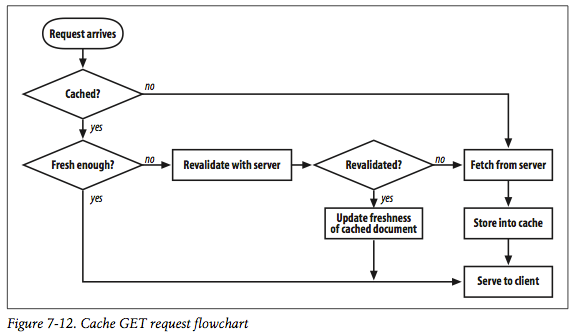 Request arrives
Cached?
no
yes
Fresh enough?
no
Revalidate with server
Revalidated?
no
Fetch from server
yes
yes
Update freshness
of cached document
Store into cache
Serve to client
Figure 7-12. Cache GET request flowchart